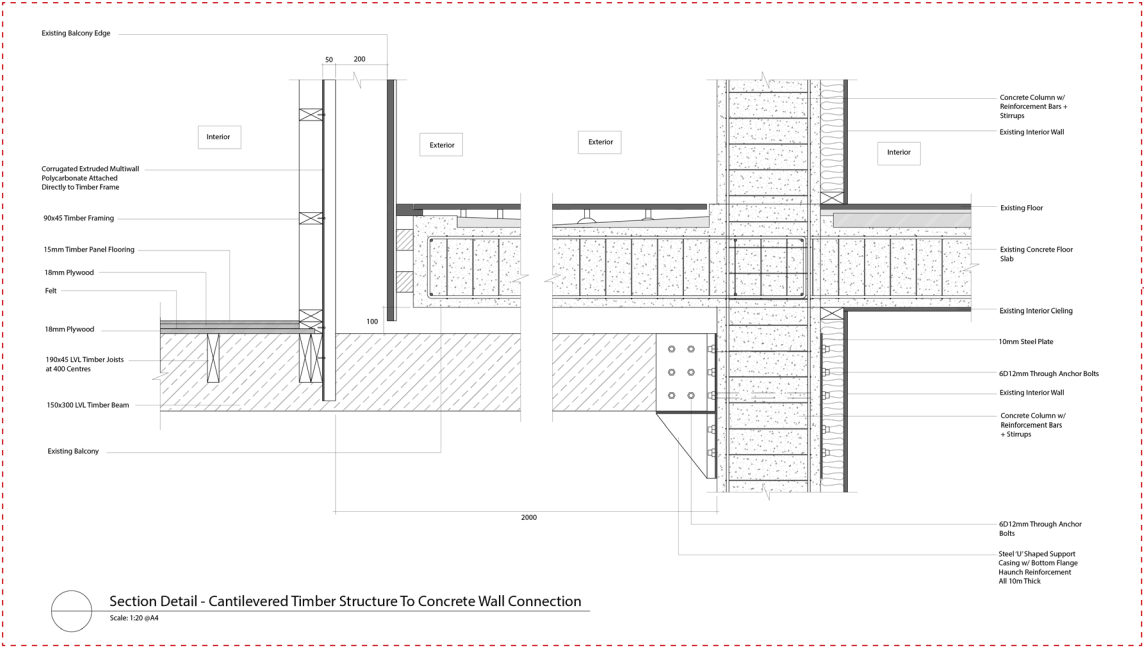 Existing Balcony Edge
50
200
Interior
Exterior
Exterior
Interior
Concrete Column w/
Reinforcement Bars +
Stirrups
Existing Interior Wall
Corrugated Extruded Multiwall
Polycarbonate Attached
Directly to Timber Frame
90x45 Timber Framing
15mm Timber Panel Flooring
18mm Plywood
Felt
18mm Plywood
190x45 LVL Timber Joists
at 400 Centres
150x300 LVL Timber Beam
Existing Balcony
100
Existing Floor
Existing Concrete Floor
Slab
Existing Interior Cieling
10mm Steel Plate
6D12mm Through Anchor Bolts
Existing Interior Wall
Concrete Column w/
Reinforcement Bars
+ Stirrups
2000
6D12mm Through Anchor
Bolts
Steel 'U' Shaped Support
Casing w/ Bottom Flange
Haunch Reinforcement
All 10m Thick
Section Detail - Cantilevered Timber Structure To Concrete Wall Connection
Scale: 1:20 @A4